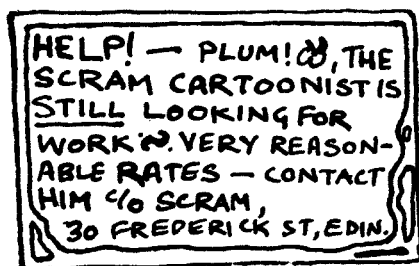 HELP! — PLUM!, THE
SCRAM CARTOONIST IS
STILL LOOKING FOR
WORK. VERY REASON-
ABLE RATES — CONTACT
HIM c/o SCRAM,
30 FREDERICK ST, EDIN.